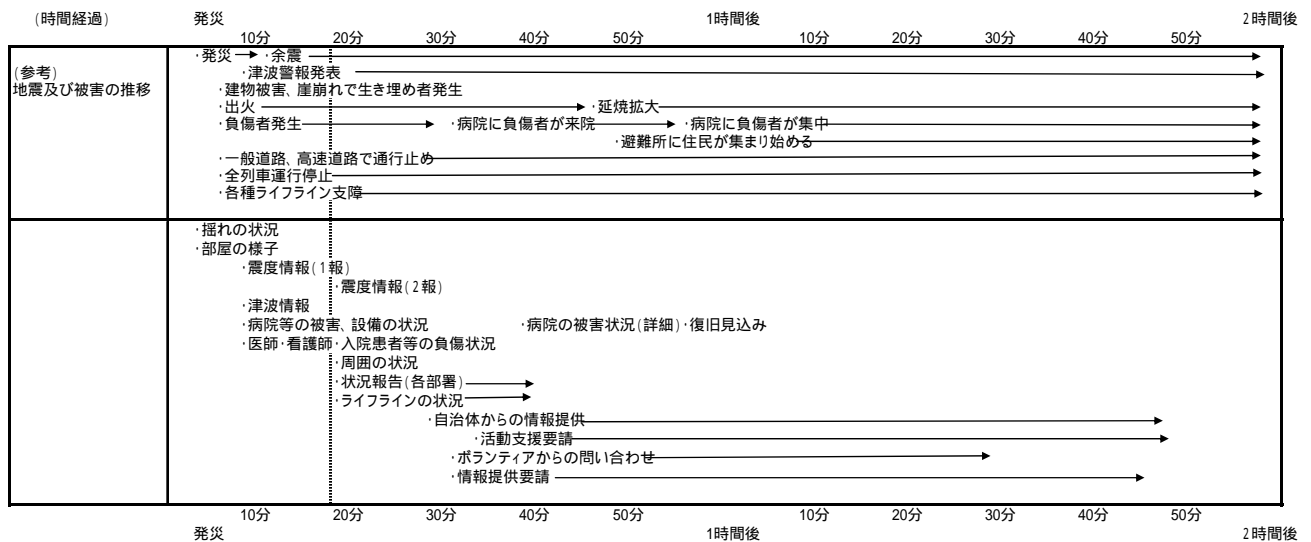 (時間経過) 発災 1時間後 2時間後
10分 20分 30分 40分 50分 10分 20分 30分 40分 50分
・発災 ・余震
(参考) ・津波警報発表
地震及び被害の推移 ・建物被害、崖崩れで生き埋め者発生
・出火 ・延焼拡大
・負傷者発生 ・病院に負傷者が来院 ・病院に負傷者が集中
・避難所に住民が集まり始める
・一般道路、高速道路で通行止め
・全列車運行停止
・各種ライフライン支障
・揺れの状況
・部屋の様子
・震度情報(1報)
・震度情報(2報)
・津波情報
・病院等の被害、設備の状況 ・病院の被害状況(詳細)・復旧見込み
・医師・看護師・入院患者等の負傷状況
・周囲の状況
・状況報告(各部署)
・ライフラインの状況
・自治体からの情報提供
・活動支援要請
・ボランティアからの問い合わせ
・情報提供要請
10分 20分 30分 40分 50分 10分 20分 30分 40分 50分
発災 1時間後 2時間後